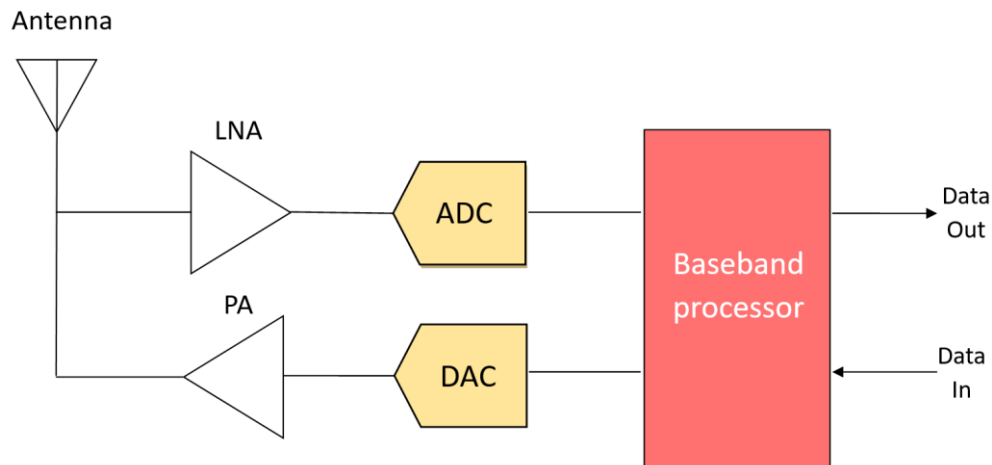 Antenna
LNA
ADC
Data
Out
Baseband
processor
PA
DAC
Data
In